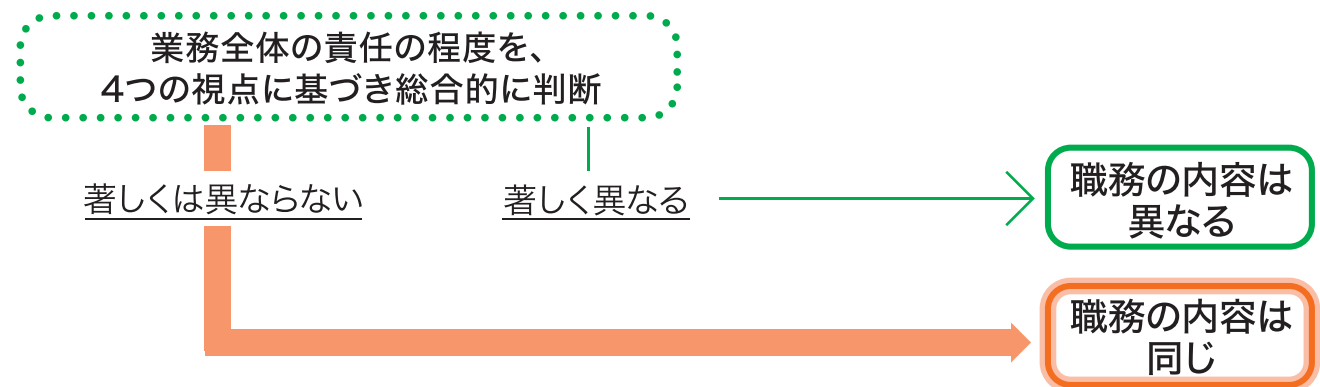 業務全体の責任の程度を、
4つの視点に基づき総合的に判断
著しくは異ならない
著しく異なる
職務の内容は
異なる
職務の内容は
同じ